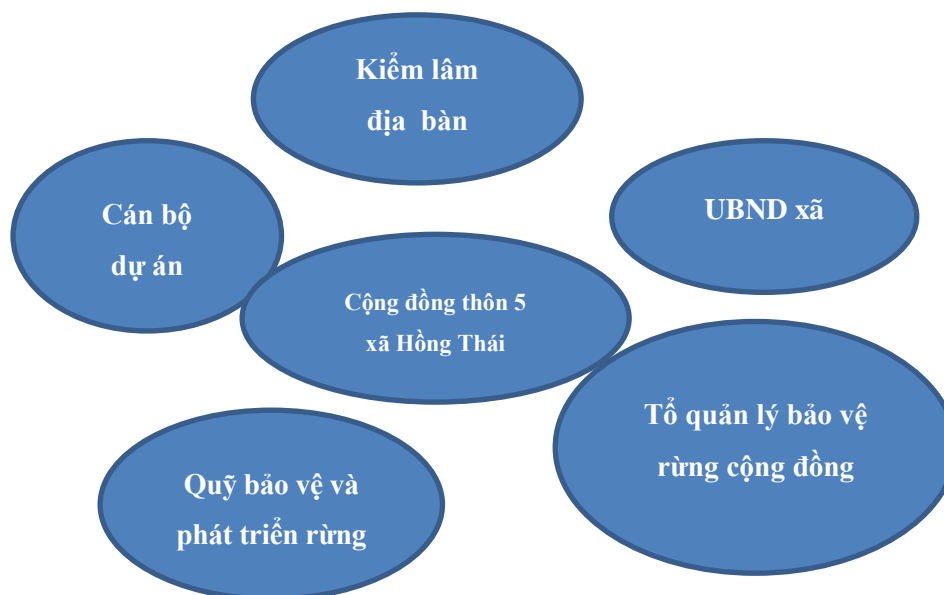 Kiểm lâm
địa bàn
Cán bộ
dự án
UBND xã
Cộng đồng thôn 5
xã Hồng Thái
Tổ quản lý bảo vệ
rừng cộng đồng
Quỹ bảo vệ và
phát triển rừng